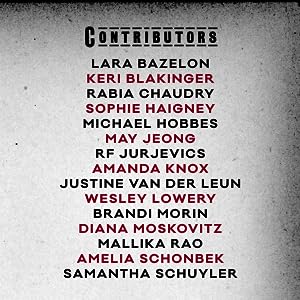 CONTRIBUTORS
LARA BAZELON
KERI BLAKINGER
RABIA CHAUDRY
SOPHIE HAIGNEY
MICHAEL HOBBES
MAY JEONG
RF JURJEVICS
AMANDA KNOX
JUSTINE VAN DER LEUN
WESLEY LOWERY
BRANDI MORIN
DIANA MOSKOVITZ
MALLIKA RAO
AMELIA SCHONBEK
SAMANTHA SCHUYLER